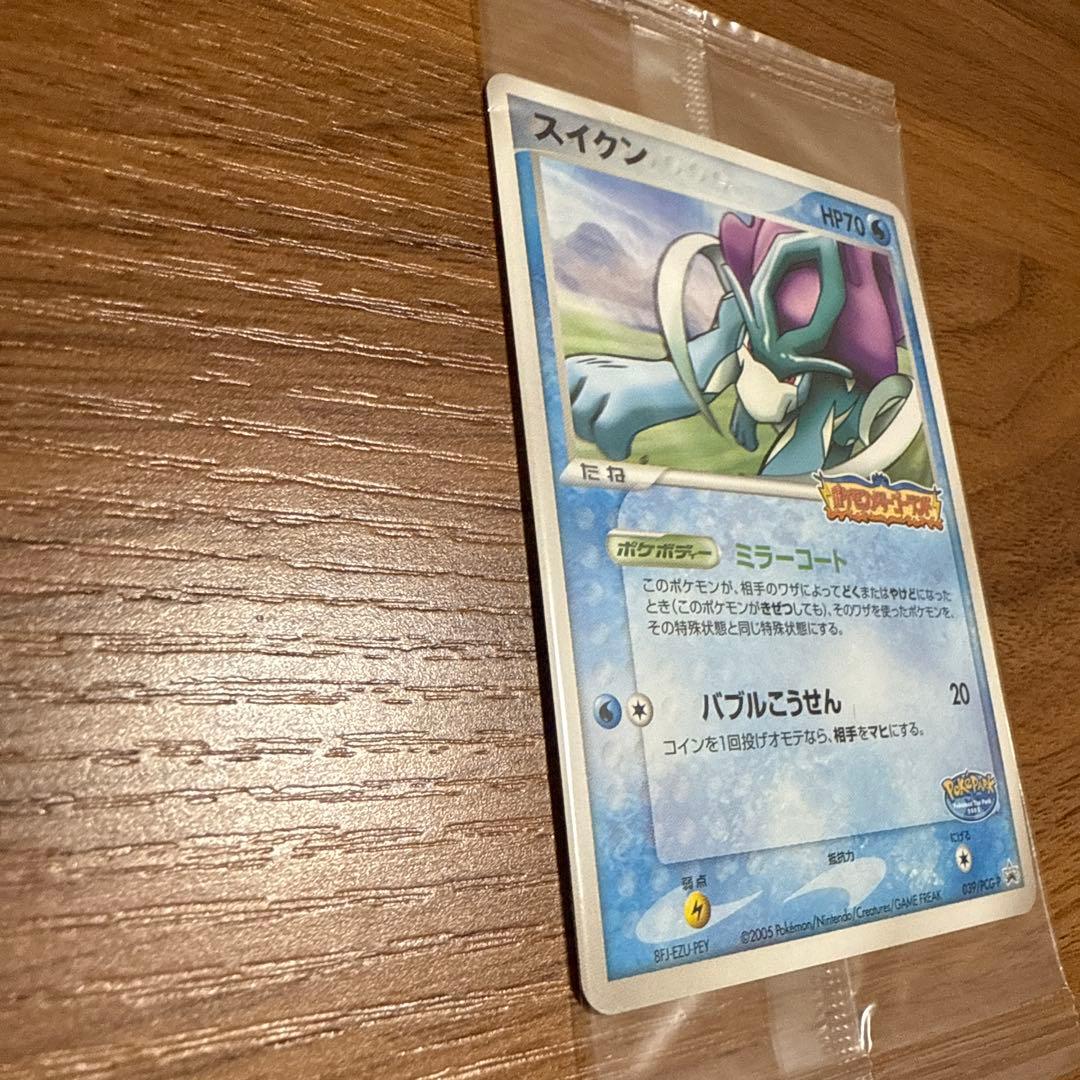 スイクン
HP70
たね
ポケボディー ミラーコート
このポケモンが、相手のワザによってどくまたはやけどになった
とき(このポケモンがきぜつしても)、そのワザを使ったポケモンを、
その特殊状態と同じ特殊状態にする。
バブルこうせん 20
コインを1回投げオモテなら、相手をマヒにする。
PokéPARK
Pokémon The Park
2005
弱点
抵抗力
にげる
8FJ-EZU-PEY
©2005 Pokémon/Nintendo/Creatures/GAME FREAK
039/PCG-P